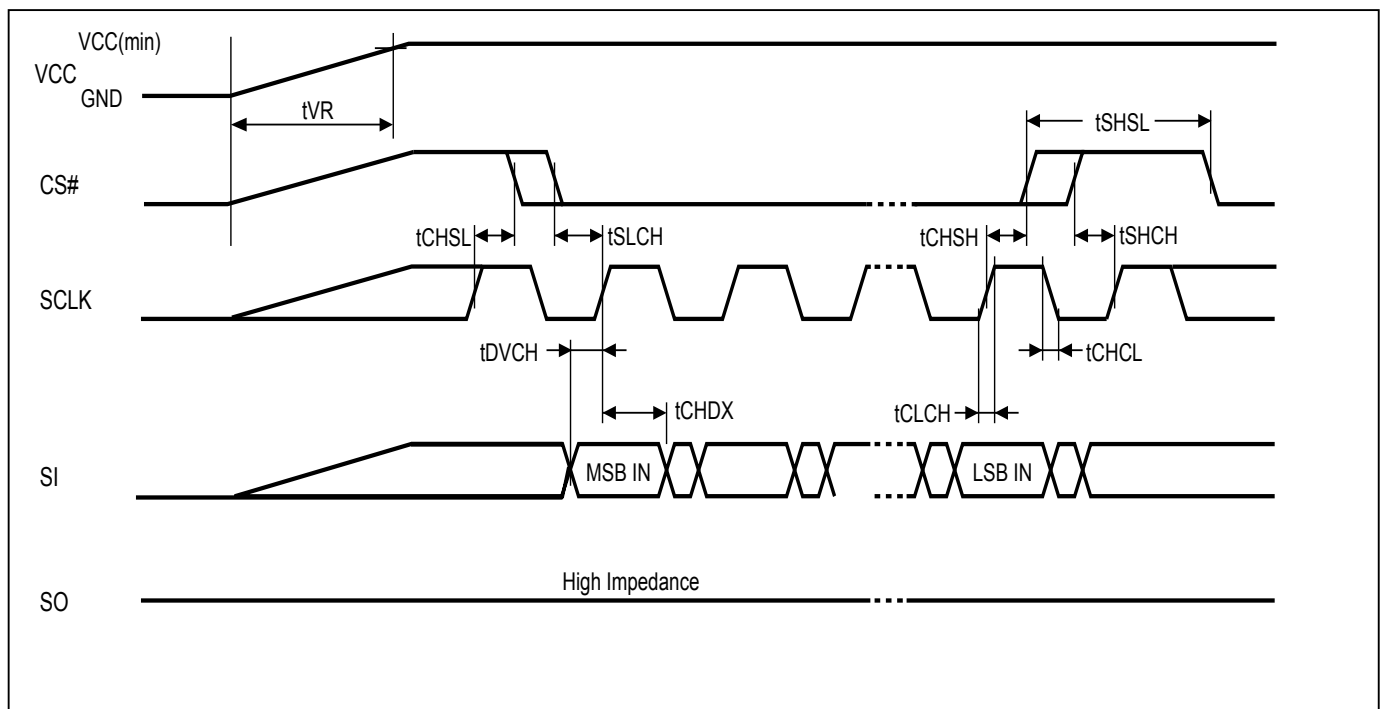 VCC(min)
VCC
GND
tVR
tSHSL
CS#
tCHSL
tSLCH
tCHSH
tSHCH
SCLK
tDVCH
tCHCL
tCHDX
tCLCH
SI
MSB IN
LSB IN
High Impedance
SO